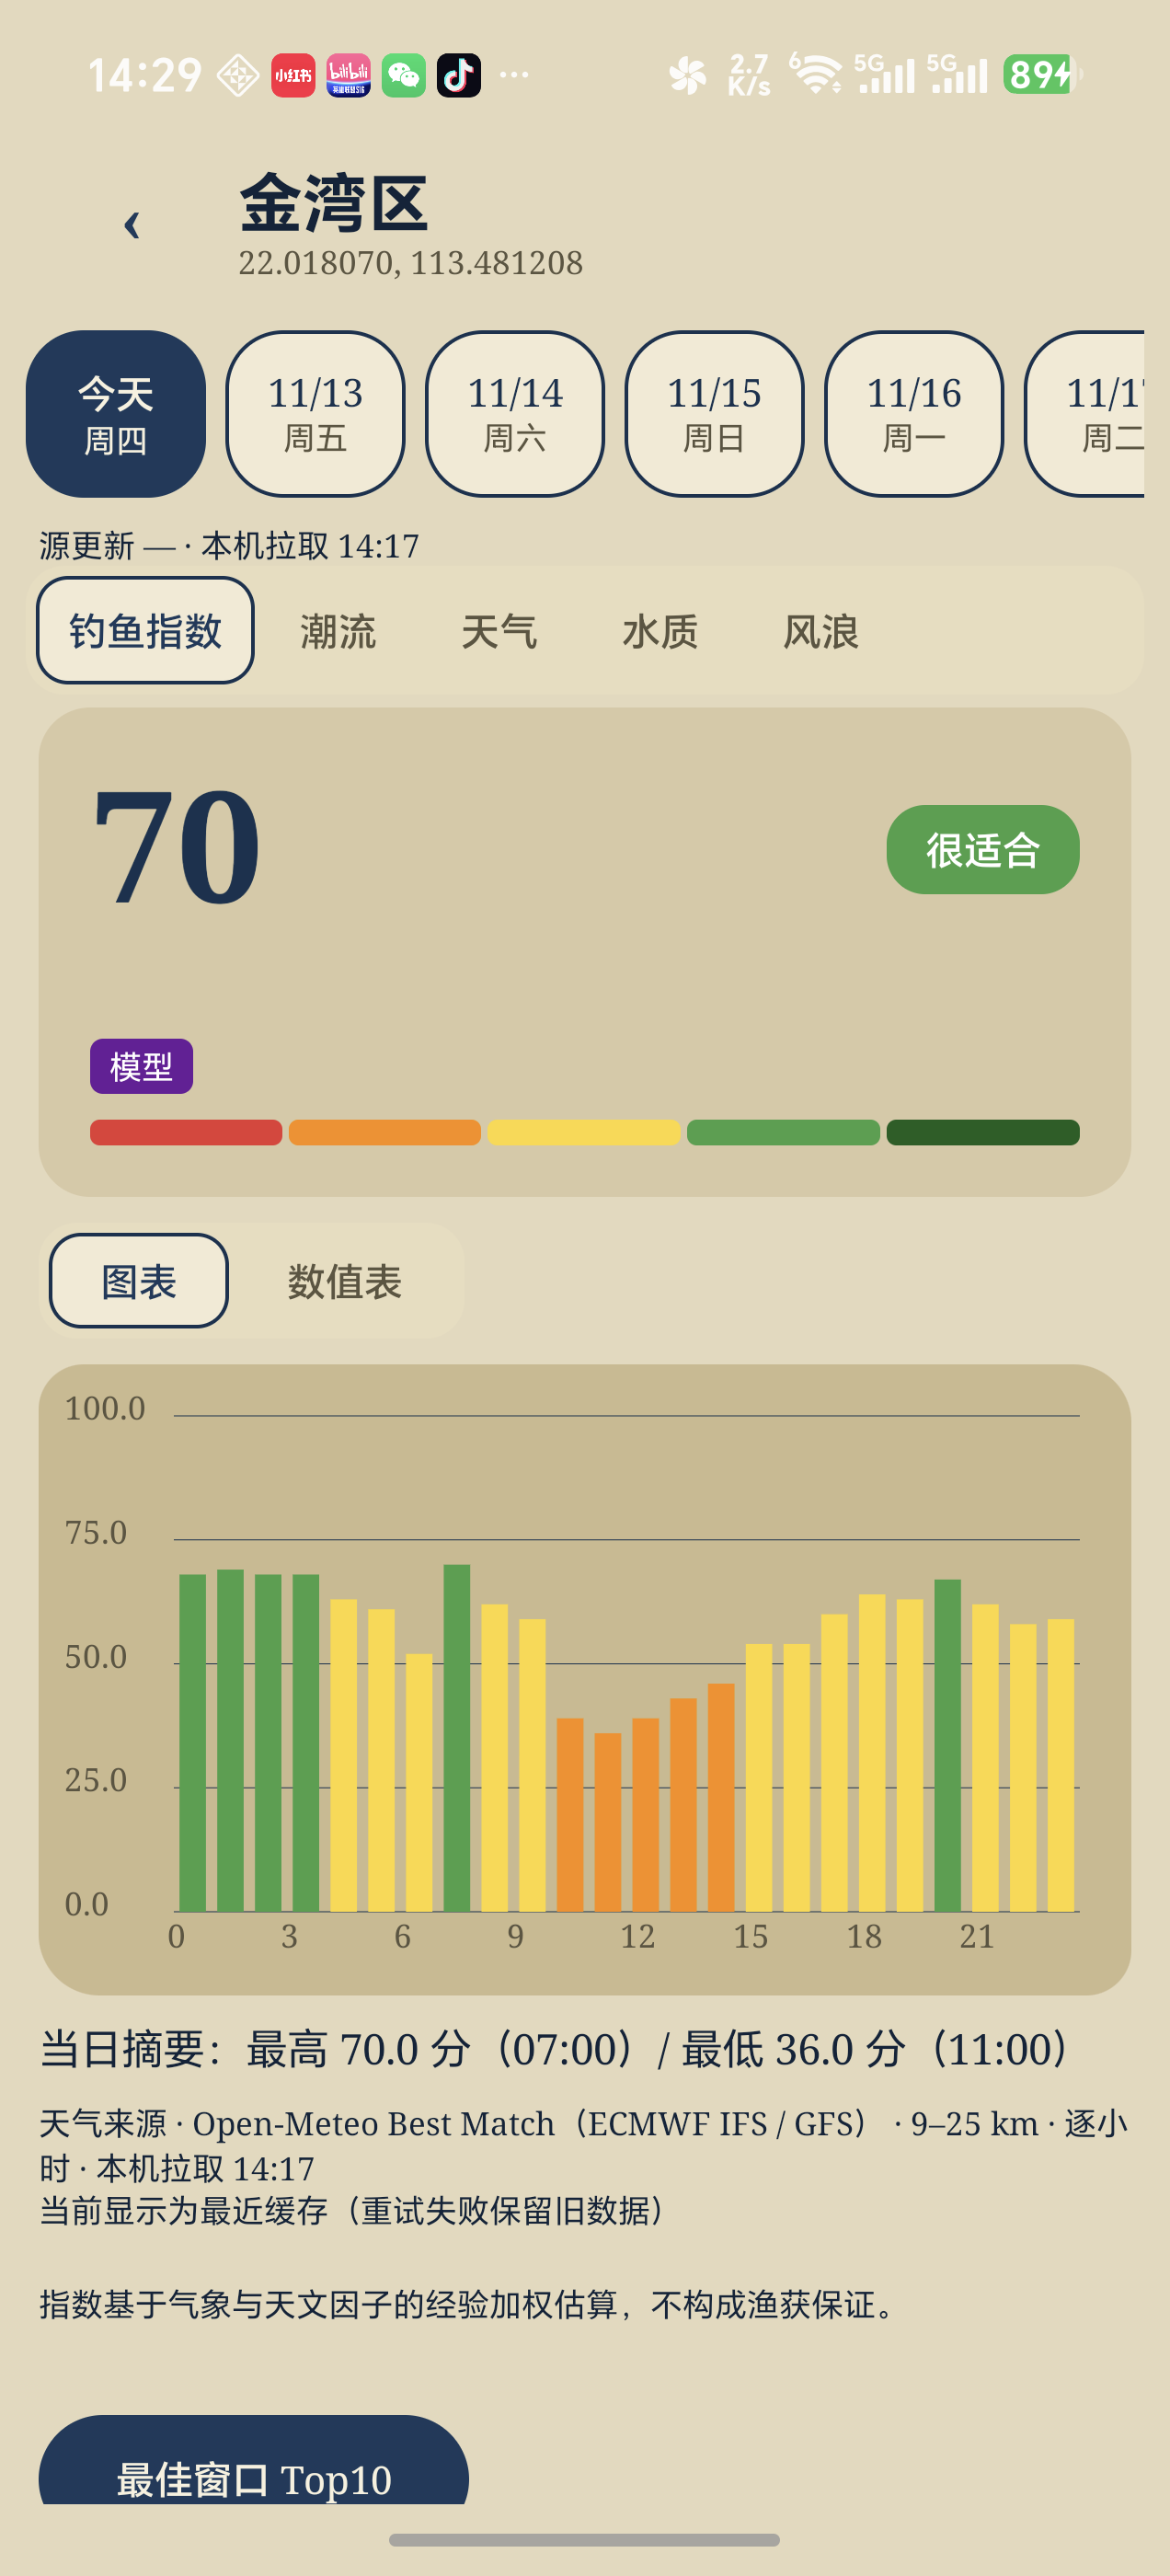 14:29 小红书 bilibili ··· 2.7 K/s 6 5G 5G 89
‹ 金湾区
22.018070, 113.481208
今天 11/13 11/14 11/15 11/16
周四 周五 周六 周日 周一 周二
源更新 — · 本机拉取 14:17
钓鱼指数 潮流 天气 水质 风浪
70
很适合
模型
图表 数值表
100.0
75.0
50.0
25.0
0.0
0 3 6 9 12 15 18 21
当日摘要：最高 70.0 分（07:00）/ 最低 36.0 分（11:00）
天气来源 · Open-Meteo Best Match（ECMWF IFS / GFS） · 9–25 km · 逐小
时 · 本机拉取 14:17
当前显示为最近缓存（重试失败保留旧数据）
指数基于气象与天文因子的经验加权估算，不构成渔获保证。
最佳窗口 Top10